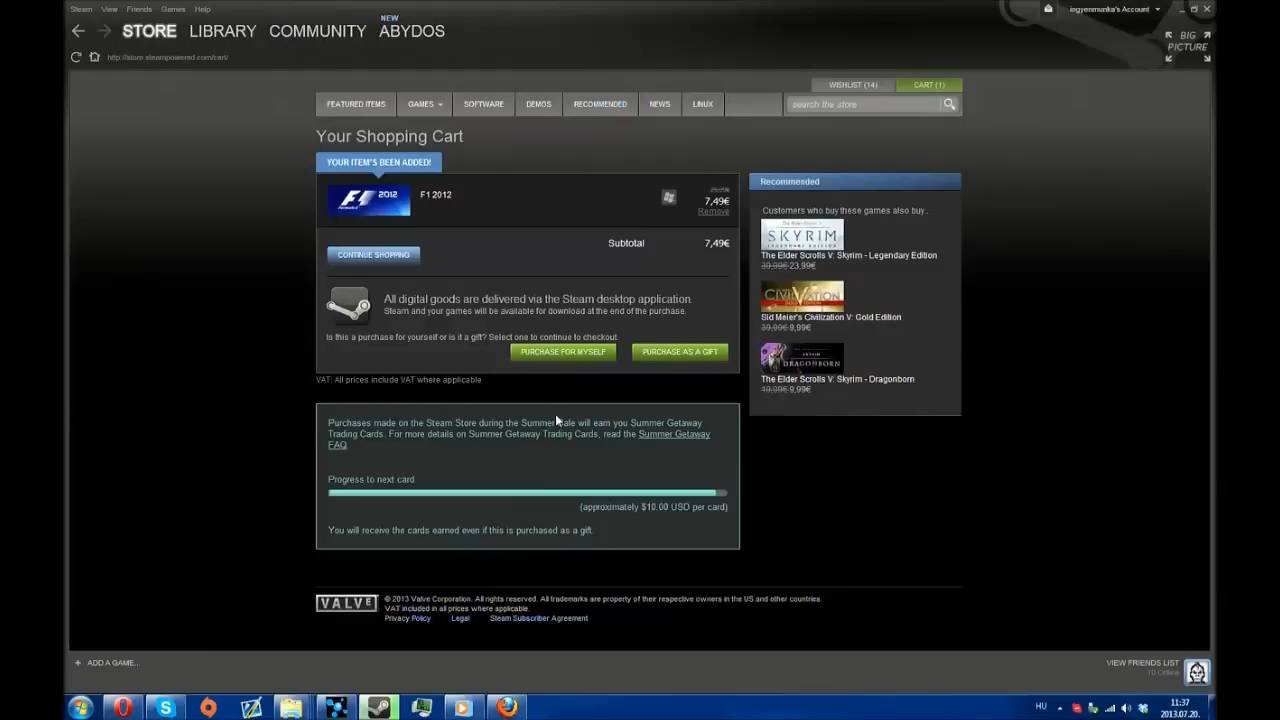 Steam View Friends Games Help
ingyenmunka's Account
NEW
STORE LIBRARY COMMUNITY ABYDOS
BIG PICTURE
http://store.steampowered.com/cart/
WISHLIST (14) CART (1)
FEATURED ITEMS GAMES SOFTWARE DEMOS RECOMMENDED NEWS LINUX search the store
Your Shopping Cart
YOUR ITEM'S BEEN ADDED!
F1 2012 F1 2012
29,99€
7,49€
Remove
Subtotal 7,49€
CONTINUE SHOPPING
All digital goods are delivered via the Steam desktop application.
Steam and your games will be available for download at the end of the purchase.
Is this a purchase for yourself or is it a gift? Select one to continue to checkout.
PURCHASE FOR MYSELF PURCHASE AS A GIFT
VAT: All prices include VAT where applicable
Recommended
Customers who buy these games also buy..
SKYRIM
The Elder Scrolls V: Skyrim - Legendary Edition
39,99€ 23,99€
CIVILIZATION
Sid Meier's Civilization V: Gold Edition
39,99€ 9,99€
SKYRIM
DRAGONBORN
The Elder Scrolls V: Skyrim - Dragonborn
19,99€ 9,99€
Purchases made on the Steam Store during the Summer Sale will earn you Summer Getaway
Trading Cards. For more details on Summer Getaway Trading Cards, read the Summer Getaway
FAQ
Progress to next card
(approximately $10.00 USD per card)
You will receive the cards earned even if this is purchased as a gift.
VALVE
© 2013 Valve Corporation. All rights reserved. All trademarks are property of their respective owners in the US and other countries.
VAT included in all prices where applicable.
Privacy Policy Legal Steam Subscriber Agreement
+ ADD A GAME...
VIEW FRIENDS LIST
10 Online
HU
11:37
2013.07.20.